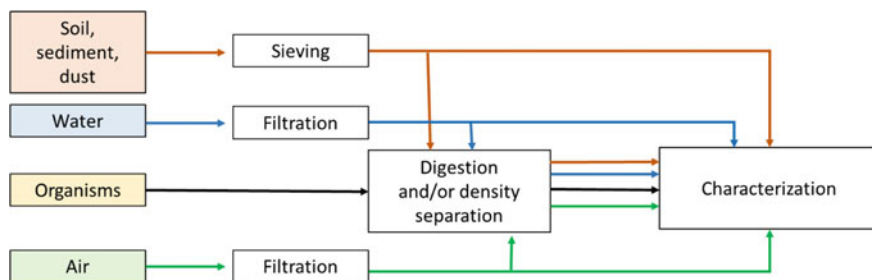 Soil,
sediment,
dust
Sieving
Water
Filtration
Organisms
Digestion
and/or density
separation
Characterization
Air
Filtration